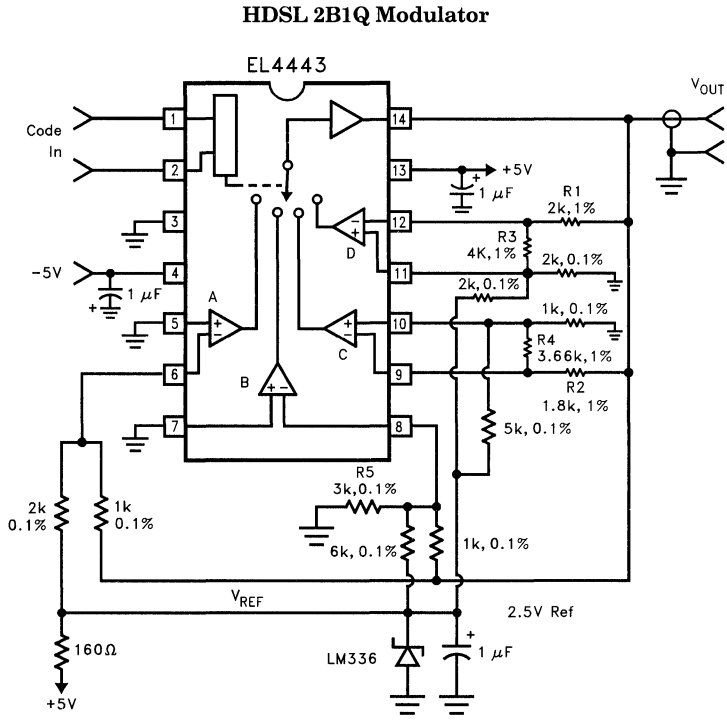 HDSL 2B1Q Modulator
EL4443
Code
In
1
2
3
4
5
6
7
14
13
12
11
10
9
8
VOUT
+5V
+
1 μF
R1
2k,1%
R3
4K,1%
2k,0.1%
2k,0.1%
−5V
+
1 μF
A
+
−
B
+ −
C
+
−
D
−
+
1k,0.1%
R4
3.66k,1%
R2
1.8k,1%
5k,0.1%
R5
3k,0.1%
6k,0.1%
1k,0.1%
2k
0.1%
1k
0.1%
VREF
2.5V Ref
160Ω
+5V
LM336
+
1 μF